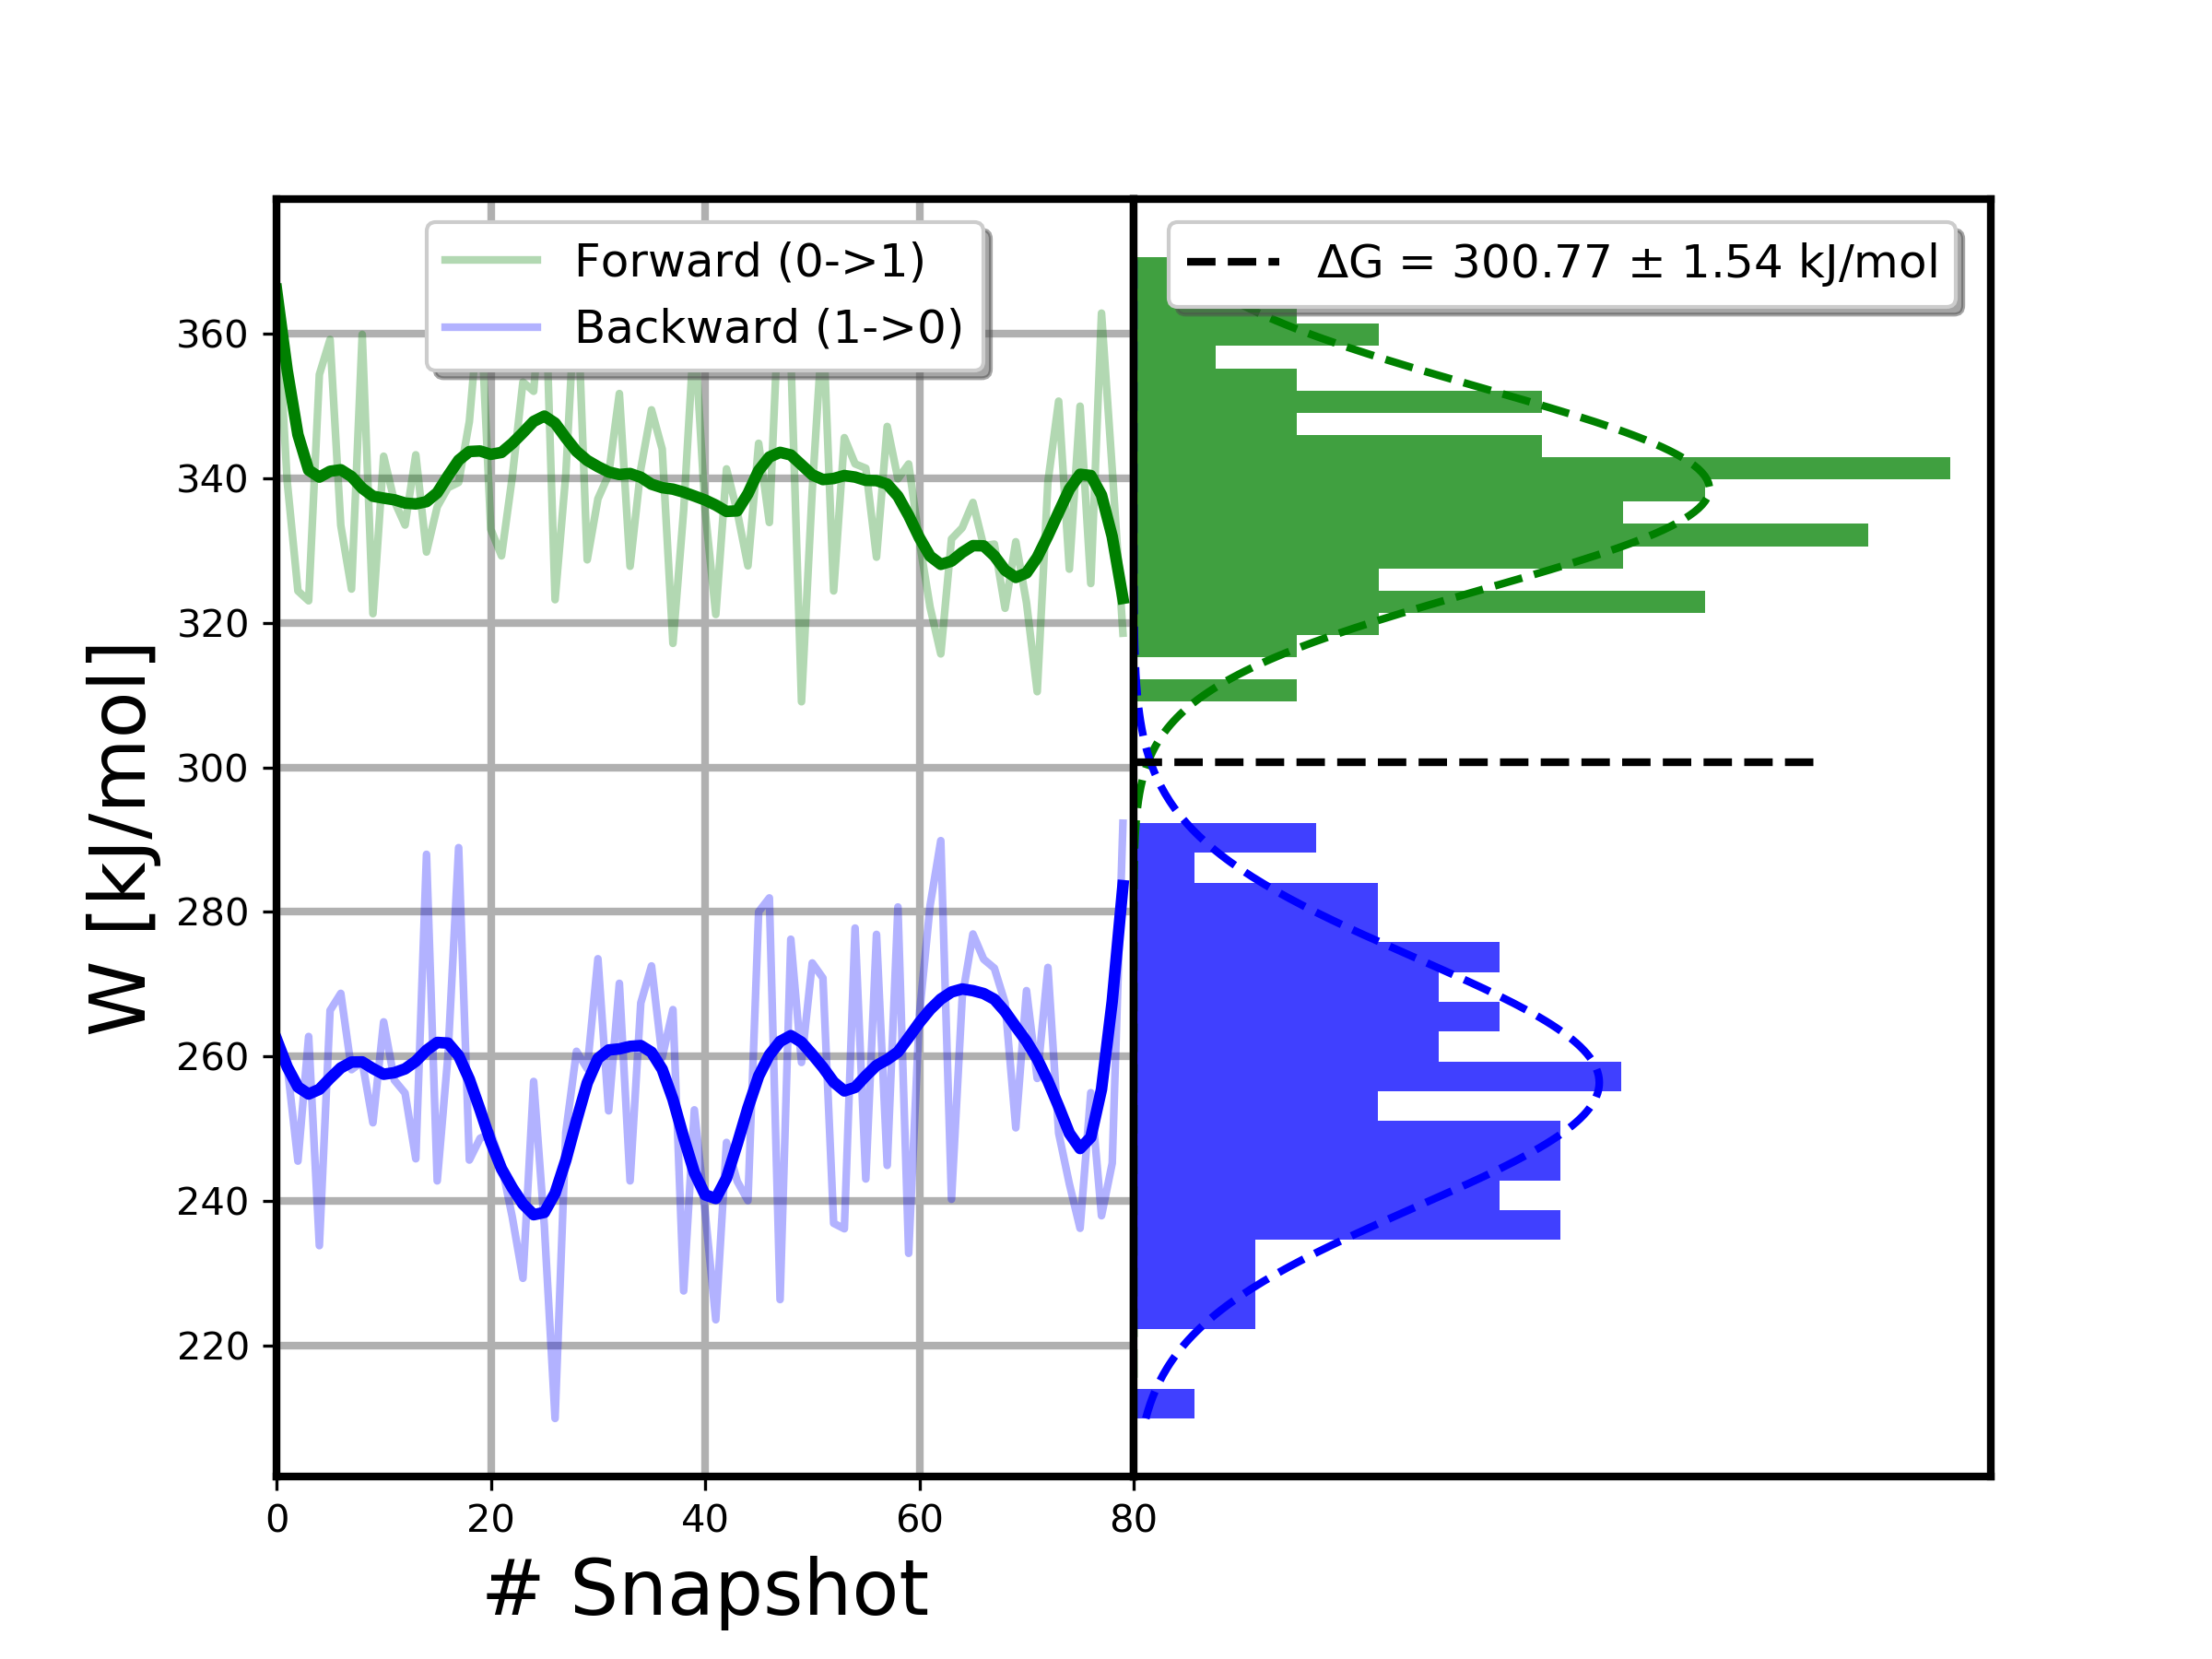 Forward (0->1)
Backward (1->0)
ΔG = 300.77 ± 1.54 kJ/mol
W [kJ/mol]
360
340
320
300
280
260
240
220
0 20 40 60 80
# Snapshot